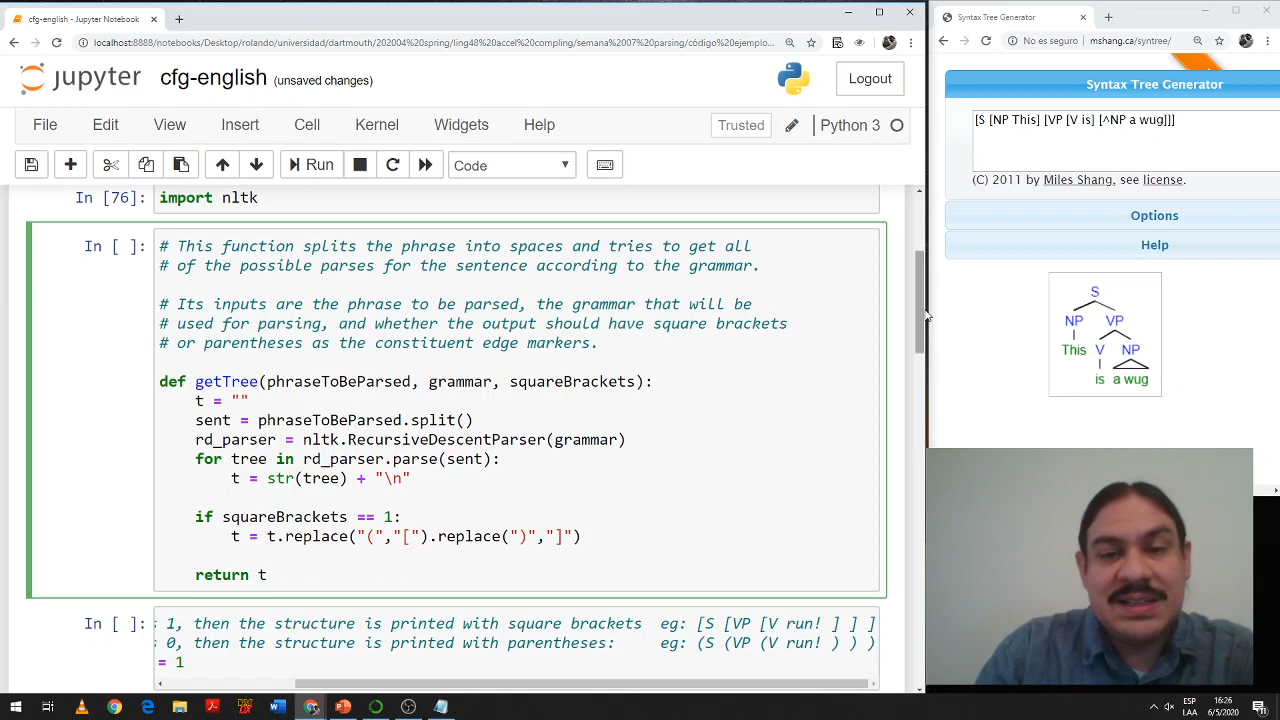 cfg-english - Jupyter Notebook
localhost:8888/notebooks/Dartmouth/rolando/universidad/dartmouth/202004%20spring/ling48%20accel%20compling/semana%2007%20parsing/código%20ejemplo...
jupyter cfg-english (unsaved changes)
Logout
File Edit View Insert Cell Kernel Widgets Help
Trusted Python 3
Run Code
In [76]: import nltk
In [ ]: # This function splits the phrase into spaces and tries to get all
# of the possible parses for the sentence according to the grammar.
# Its inputs are the phrase to be parsed, the grammar that will be
# used for parsing, and whether the output should have square brackets
# or parentheses as the constituent edge markers.
def getTree(phraseToBeParsed, grammar, squareBrackets):
t = ""
sent = phraseToBeParsed.split()
rd_parser = nltk.RecursiveDescentParser(grammar)
for tree in rd_parser.parse(sent):
t = str(tree) + "\n"
if squareBrackets == 1:
t = t.replace("(","[").replace(")","]")
return t
In [ ]: 1, then the structure is printed with square brackets eg: [S [VP [V run! ] ] ]
0, then the structure is printed with parentheses: eg: (S (VP (V run! ) ) )
= 1
Syntax Tree Generator
No es seguro mshang.ca/syntree/
Syntax Tree Generator
[S [NP This] [VP [V is] [^NP a wug]]]
(C) 2011 by Miles Shang, see license.
Options
Help
S
NP VP
This V NP
is a wug
ESP
LAA
16:26
6/5/2020